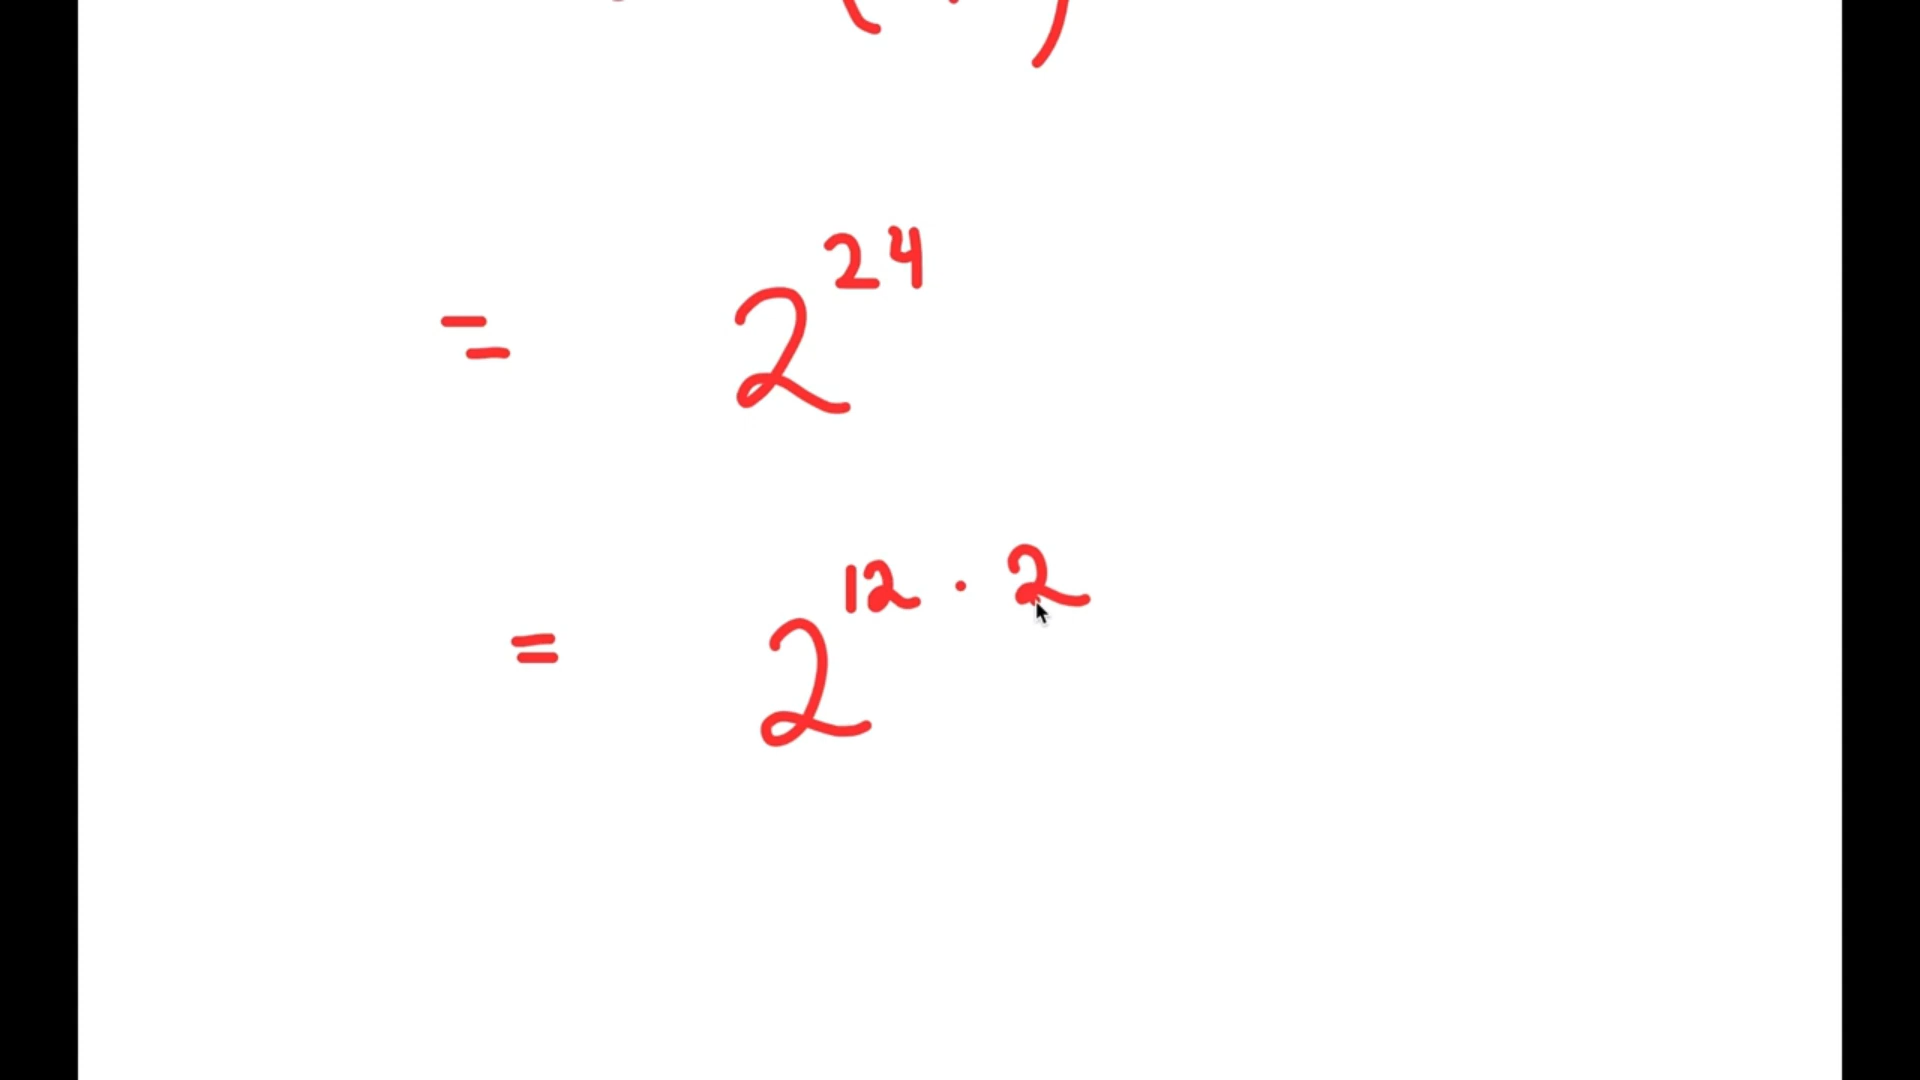 = 2^24
= 2^12 · 2